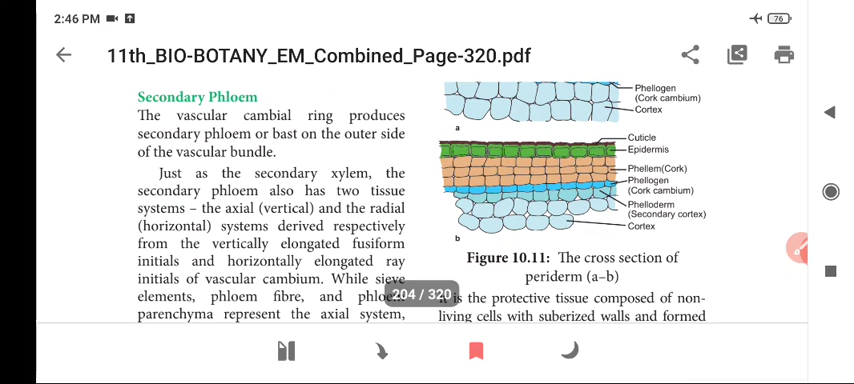 2:46 PM
76
11th_BIO-BOTANY_EM_Combined_Page-320.pdf
Secondary Phloem
The vascular cambial ring produces
secondary phloem or bast on the outer side
of the vascular bundle.
Just as the secondary xylem, the
secondary phloem also has two tissue
systems – the axial (vertical) and the radial
(horizontal) systems derived respectively
from the vertically elongated fusiform
initials and horizontally elongated ray
initials of vascular cambium. While sieve
elements, phloem fibre, and phloem
parenchyma represent the axial system,
204 / 320
Phellogen
(Cork cambium)
Cortex
a
Cuticle
Epidermis
Phellem(Cork)
Phellogen
(Cork cambium)
Phelloderm
(Secondary cortex)
Cortex
b
Figure 10.11: The cross section of
periderm (a–b)
It is the protective tissue composed of non-
living cells with suberized walls and formed